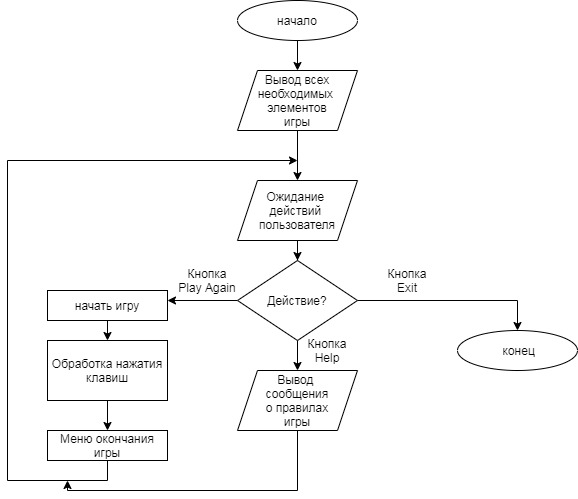 начало
Вывод всех
необходимых
элементов
игры
Ожидание
действий
пользователя
Действие?
Кнопка
Play Again
Кнопка
Exit
Кнопка
Help
начать игру
Обработка нажатия
клавиш
Меню окончания
игры
Вывод
сообщения
о правилах
игры
конец